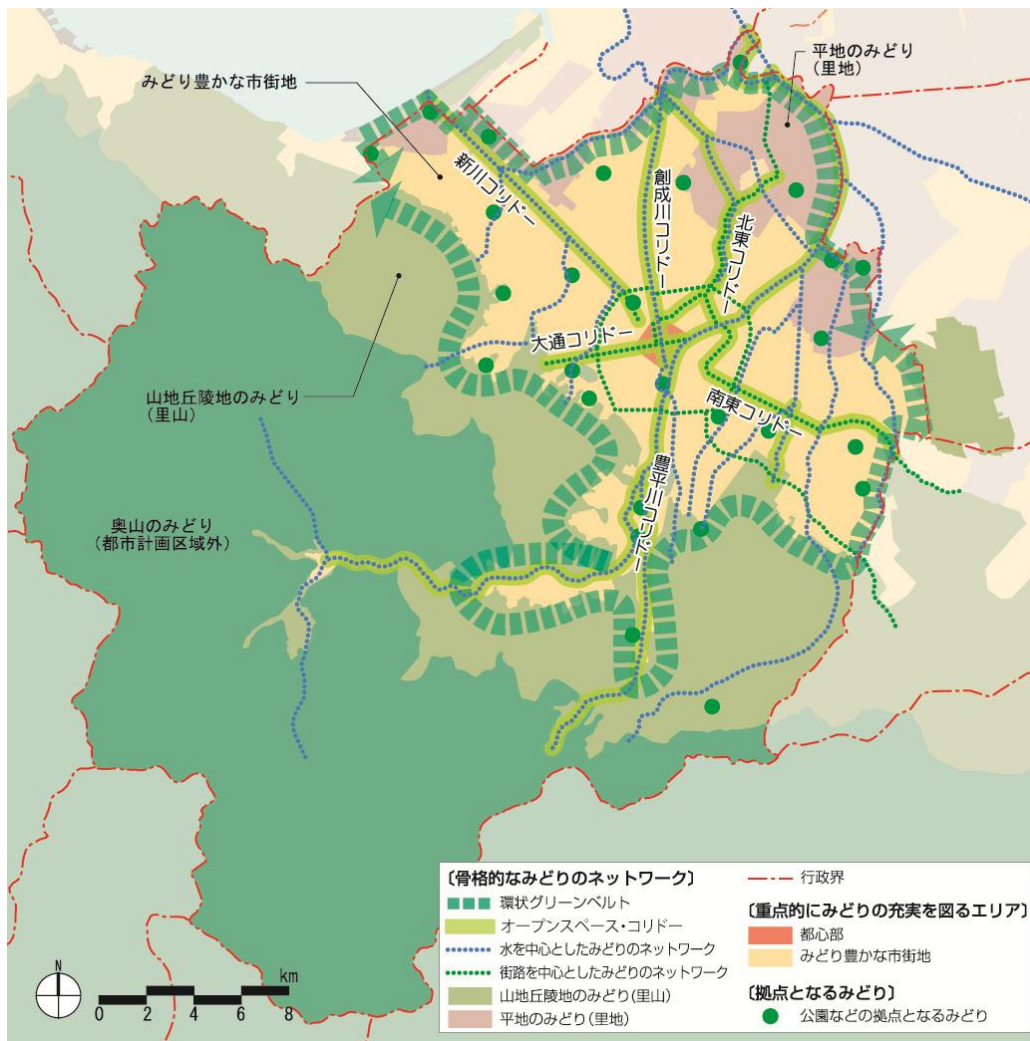 みどり豊かな市街地
平地のみどり
(里地)
新川コリドー
創成川コリドー
北東コリドー
大通コリドー
山地丘陵地のみどり
(里山)
南東コリドー
豊平川コリドー
奥山のみどり
(都市計画区域外)
N
km
0 2 4 6 8
〔骨格的なみどりのネットワーク〕
環状グリーンベルト
オープンスペース・コリドー
水を中心としたみどりのネットワーク
街路を中心としたみどりのネットワーク
山地丘陵地のみどり(里山)
平地のみどり(里地)
行政界
〔重点的にみどりの充実を図るエリア〕
都心部
みどり豊かな市街地
〔拠点となるみどり〕
公園などの拠点となるみどり